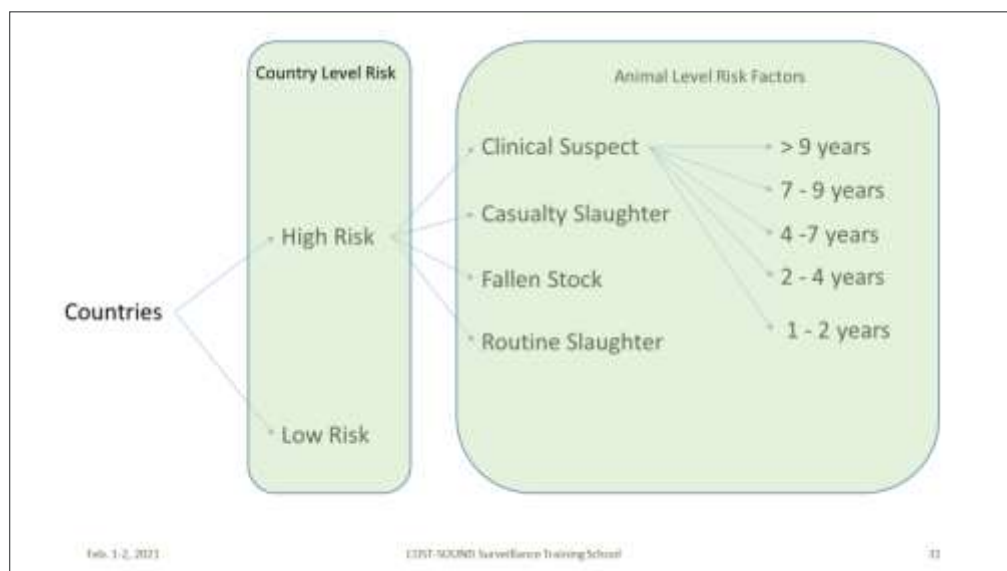 Country Level Risk
Animal Level Risk Factors
Clinical Suspect
> 9 years
7 - 9 years
Casualty Slaughter
High Risk
4 -7 years
Fallen Stock
2 - 4 years
Countries
1 - 2 years
Routine Slaughter
Low Risk
Feb. 1-2, 2021
Surveillance Training School